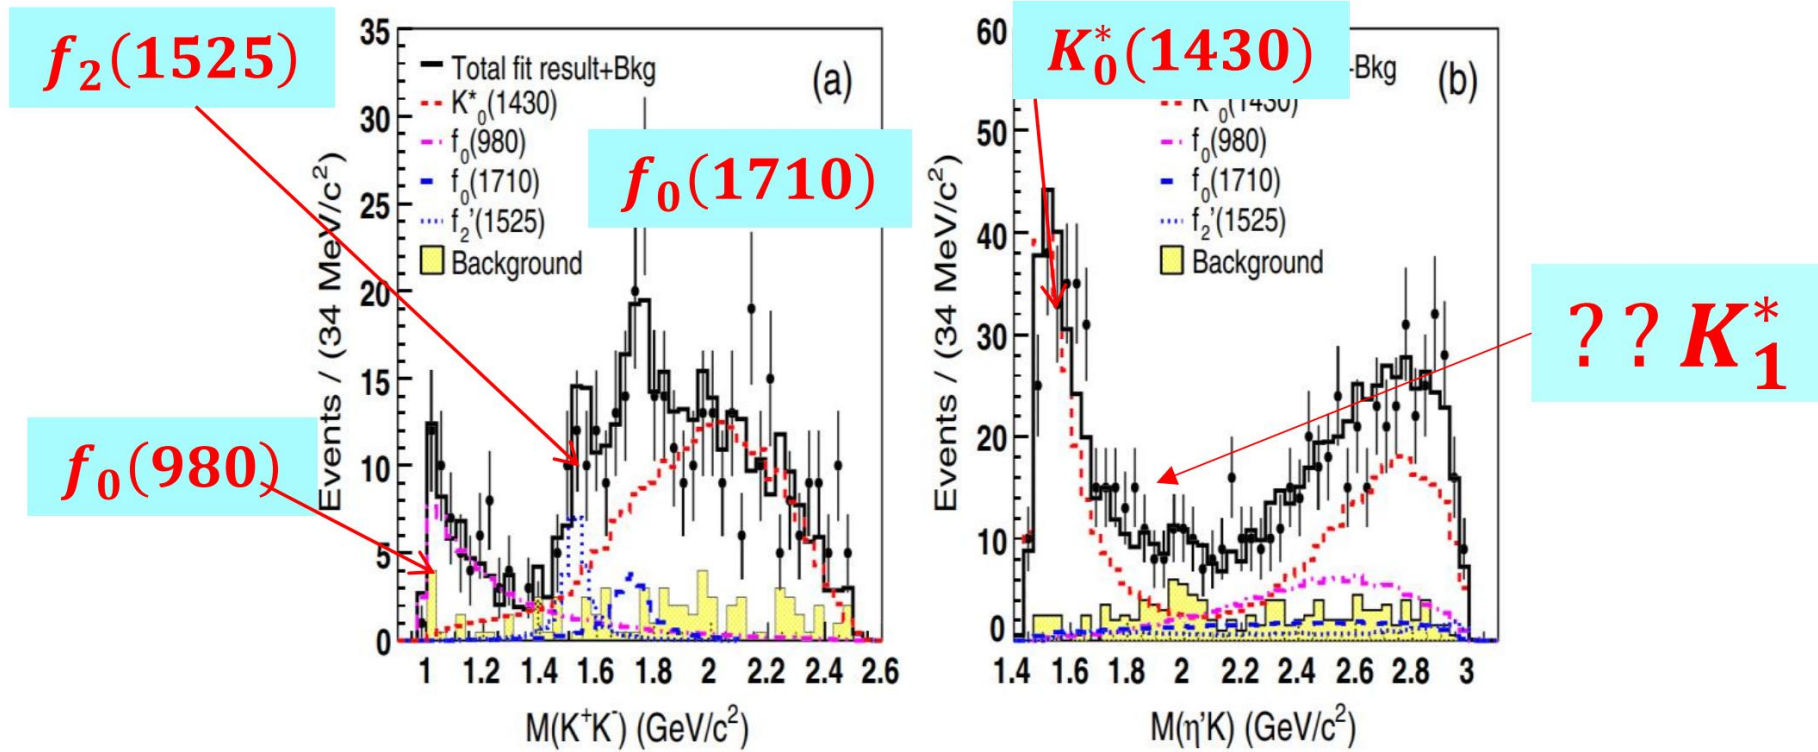 f₂(1525)
f₀(980)
f₀(1710)
Events / (34 MeV/c²)
35
30
25
20
15
10
5
0
Total fit result+Bkg
K*₀(1430)
f₀(980)
f₀(1710)
f₂'(1525)
Background
(a)
1 1.2 1.4 1.6 1.8 2 2.2 2.4 2.6
M(K⁺K⁻) (GeV/c²)
K₀*(1430)
??K₁*
Events / (34 MeV/c²)
60
50
40
30
20
10
0
-Bkg
K*₀(1430)
f₀(980)
f₀(1710)
f₂'(1525)
Background
(b)
1.4 1.6 1.8 2 2.2 2.4 2.6 2.8 3
M(η'K) (GeV/c²)